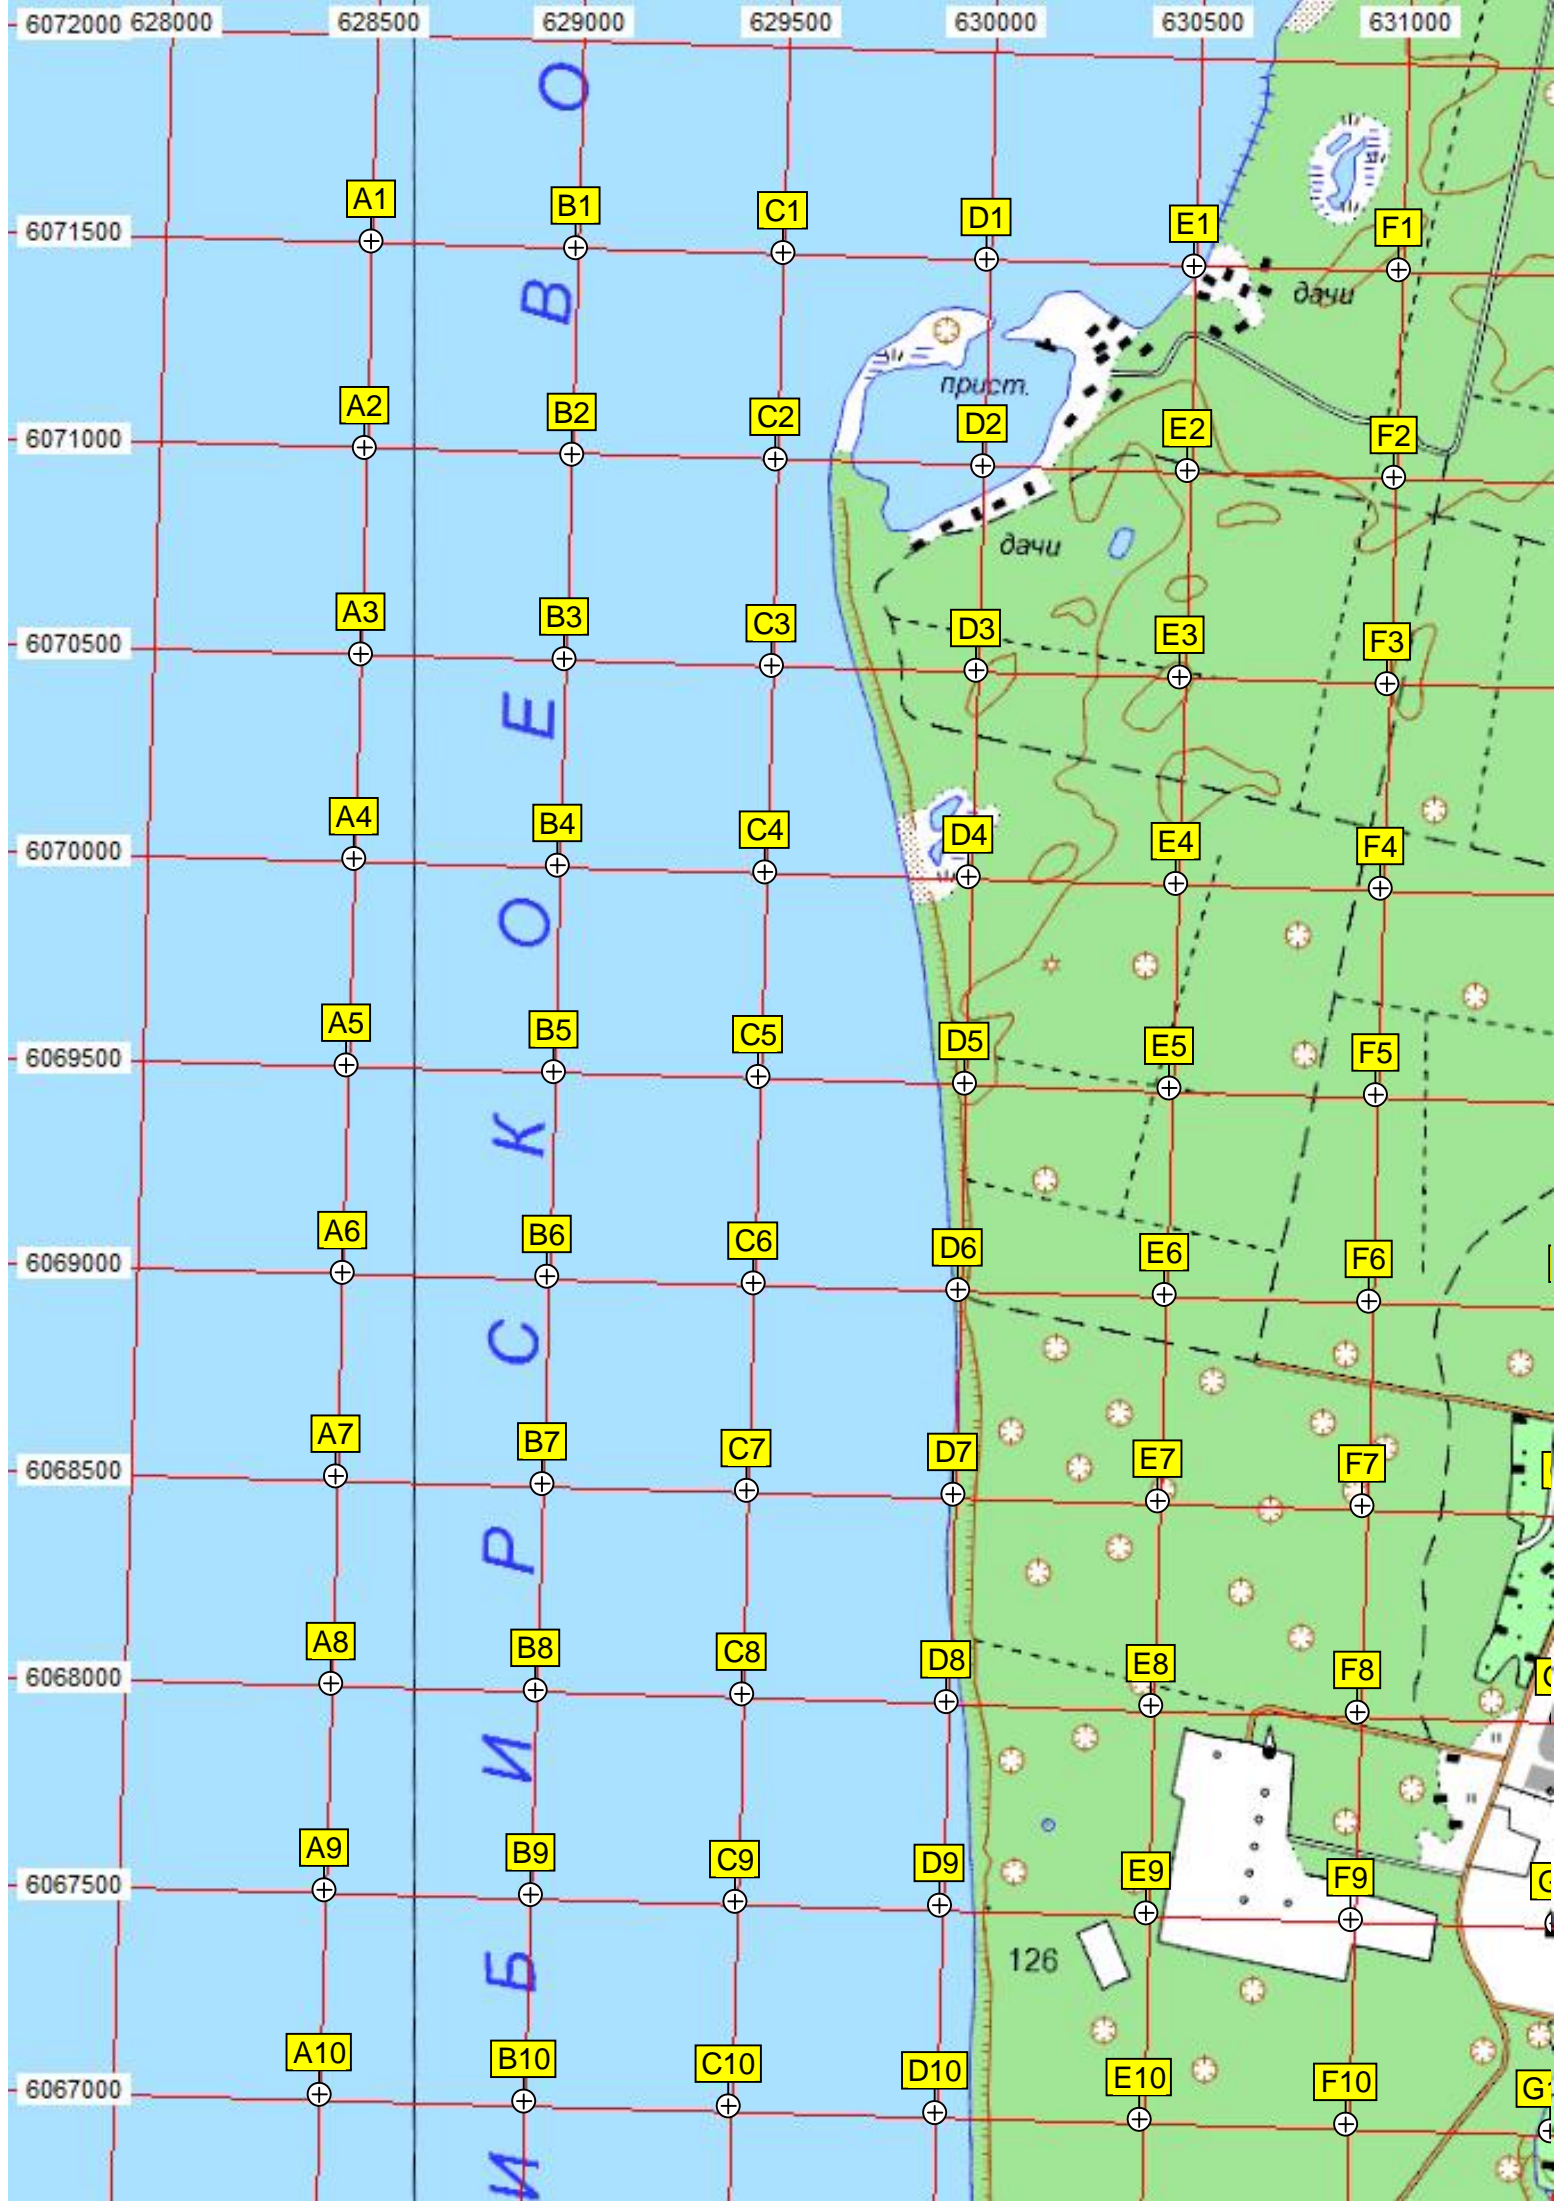 6072000 628000 628500 629000 629500 630000 630500 631000
A1 B1 C1 D1 E1 F1
6071500
дачи
прист.
A2 B2 C2 D2 E2 F2
6071000
дачи
A3 B3 C3 D3 E3 F3
6070500
A4 B4 C4 D4 E4 F4
6070000
A5 B5 C5 D5 E5 F5
6069500
A6 B6 C6 D6 E6 F6
6069000
A7 B7 C7 D7 E7 F7
6068500
A8 B8 C8 D8 E8 F8
6068000
A9 B9 C9 D9 E9 F9
6067500
126
A10 B10 C10 D10 E10 F10
6067000
И Б И Р С К О Е В О